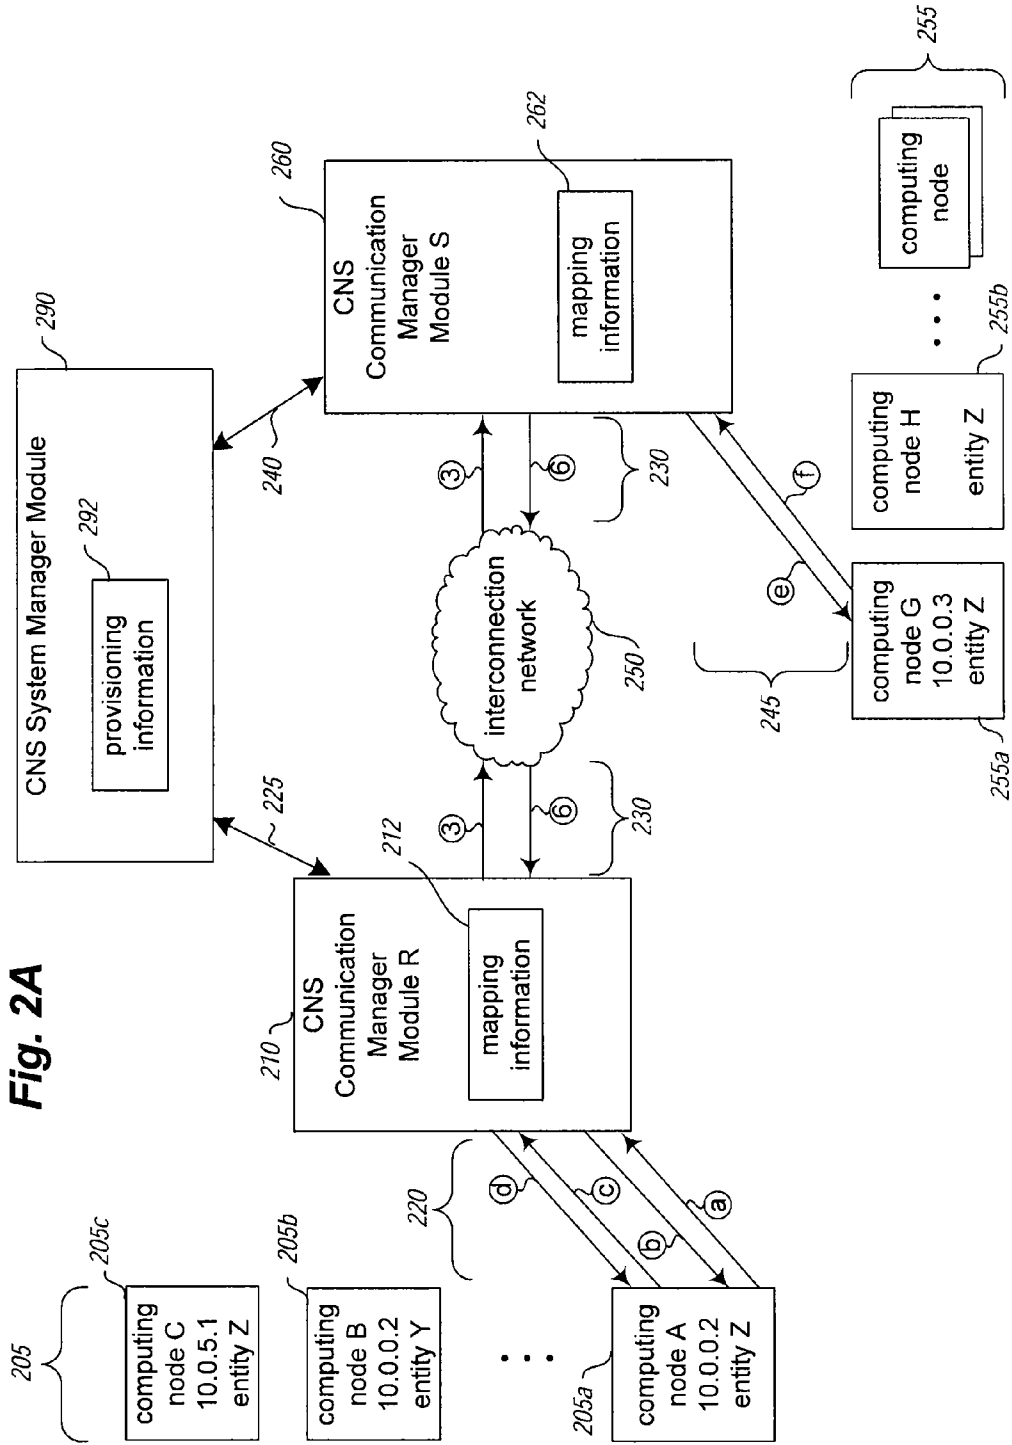 Fig. 2A
205
205c
computing
node C
10.0.5.1
entity Z
205b
computing
node B
10.0.0.2
entity Y
205a
computing
node A
10.0.0.2
entity Z
220
d
c
b
a
210
CNS
Communication
Manager
Module R
212
mapping
information
225
290
CNS System Manager Module
292
provisioning
information
240
230
3
6
interconnection
network
250
3
6
230
260
CNS
Communication
Manager
Module S
262
mapping
information
245
e
f
255a
computing
node G
10.0.0.3
entity Z
255b
computing
node H
entity Z
255
computing
node